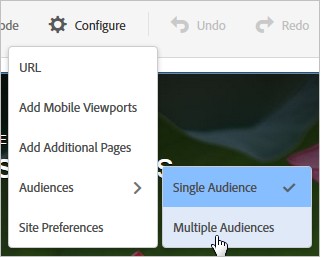 ode Configure Undo Redo
URL
Add Mobile Viewports
Add Additional Pages
Audiences
Single Audience
Site Preferences
Multiple Audiences